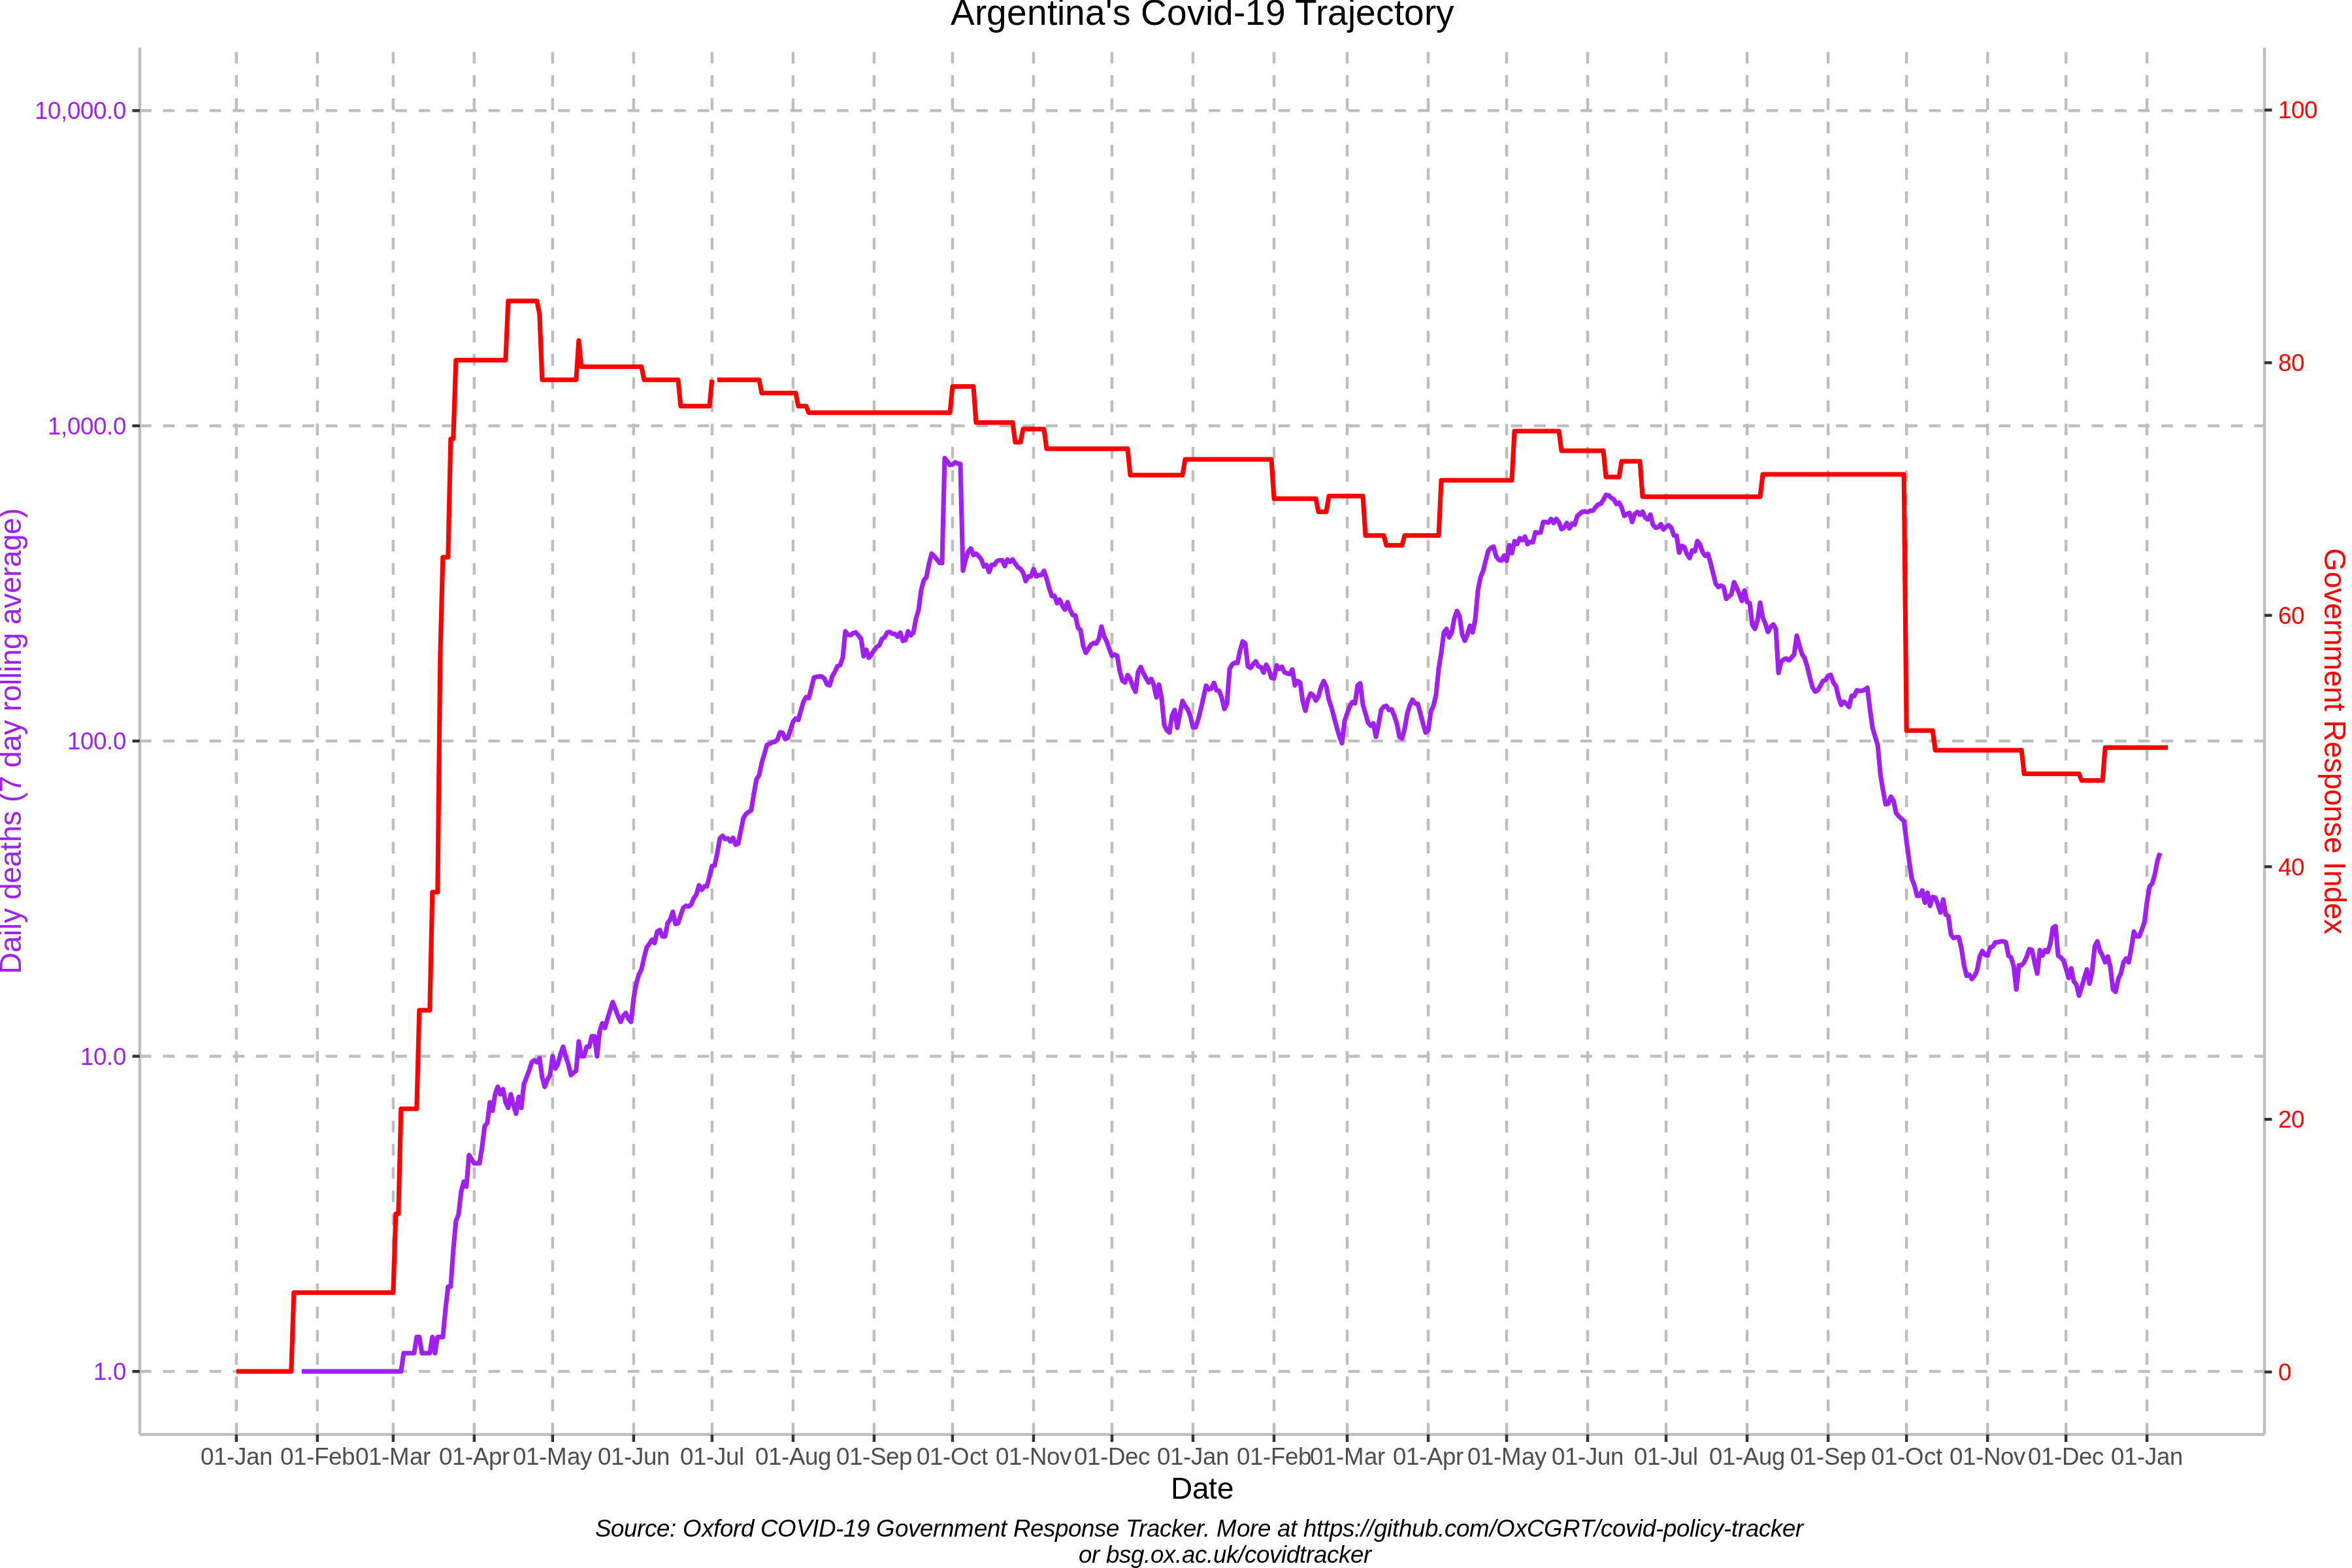 Argentina's Covid-19 Trajectory
10,000.0
1,000.0
100.0
10.0
1.0
Daily deaths (7 day rolling average)
100
80
60
40
20
0
Government Response Index
01-Jan 01-Feb 01-Mar 01-Apr 01-May 01-Jun 01-Jul 01-Aug 01-Sep 01-Oct 01-Nov 01-Dec 01-Jan 01-Feb 01-Mar 01-Apr 01-May 01-Jun 01-Jul 01-Aug 01-Sep 01-Oct 01-Nov 01-Dec 01-Jan
Date
Source: Oxford COVID-19 Government Response Tracker. More at https://github.com/OxCGRT/covid-policy-tracker
or bsg.ox.ac.uk/covidtracker